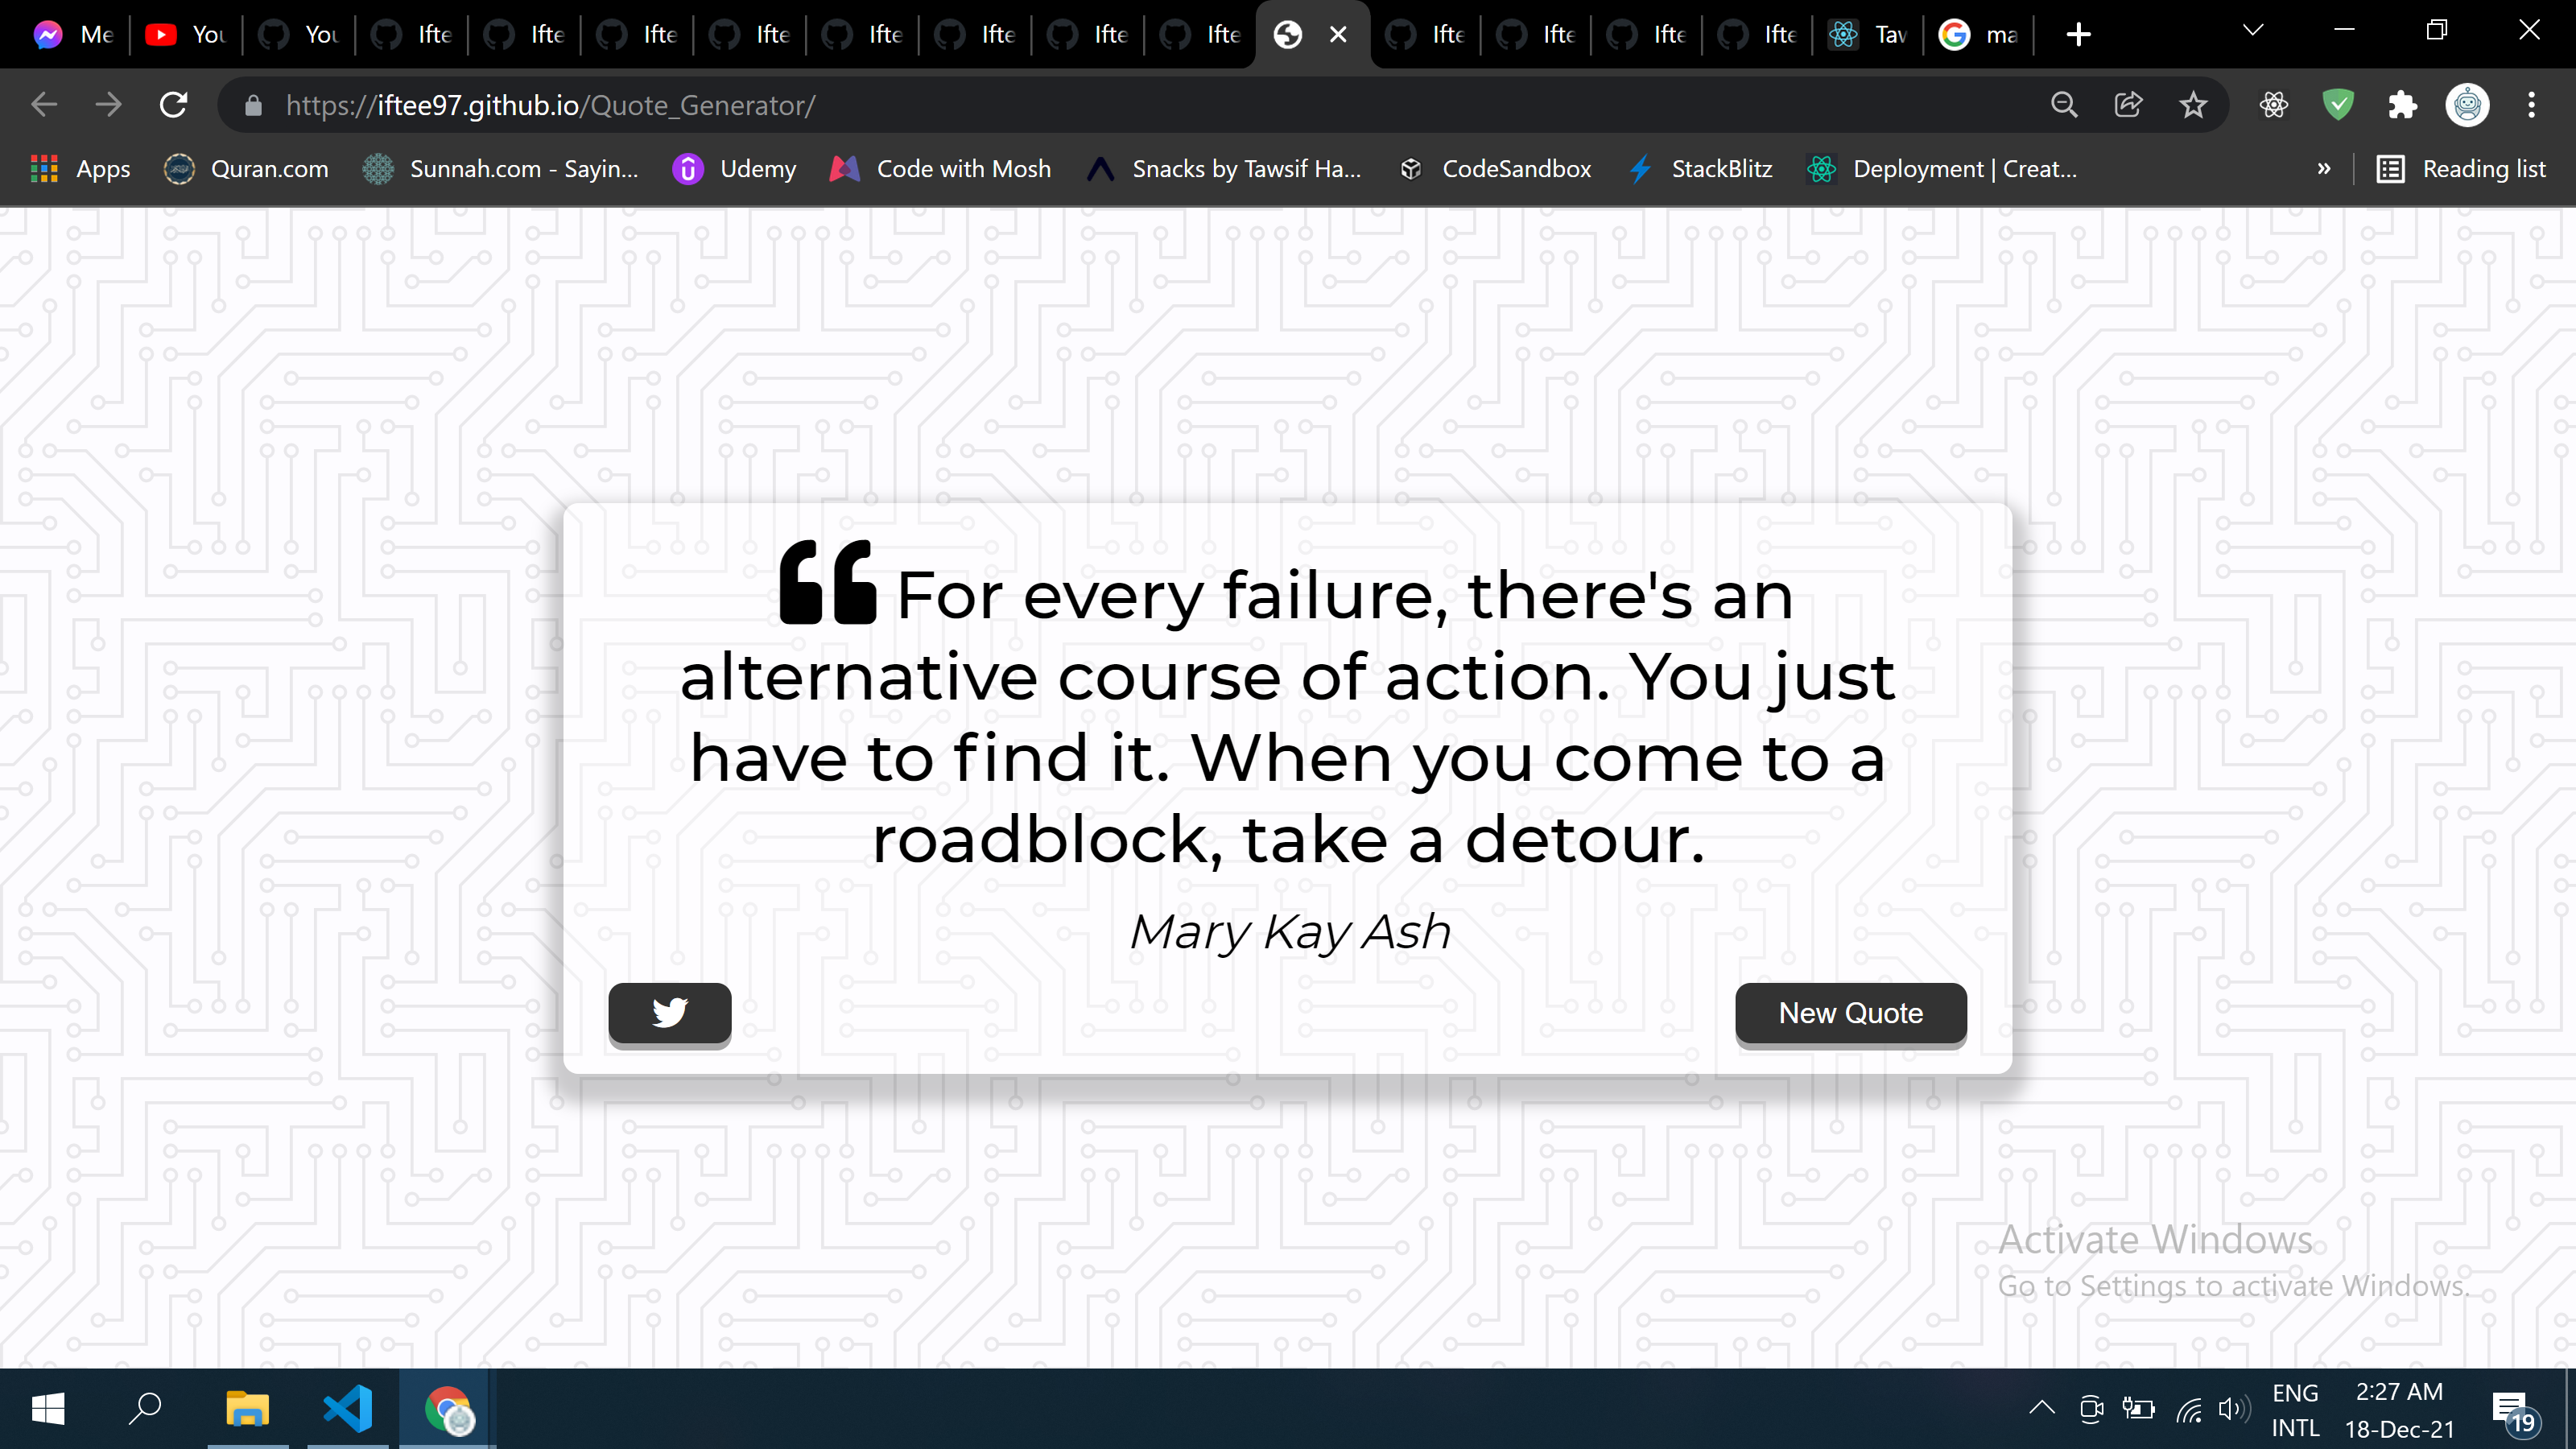 Me
You
You
Ifte
Ifte
Ifte
Ifte
Ifte
Ifte
Ifte
Ifte
Ifte
Ifte
Ifte
Ifte
Taw
ma
https://iftee97.github.io/Quote_Generator/
Apps
Quran.com
Sunnah.com - Sayin...
Udemy
Code with Mosh
Snacks by Tawsif Ha...
CodeSandbox
StackBlitz
Deployment | Creat...
»
Reading list
For every failure, there's an
alternative course of action. You just
have to find it. When you come to a
roadblock, take a detour.
Mary Kay Ash
New Quote
Activate Windows
Go to Settings to activate Windows.
ENG
INTL
2:27 AM
18-Dec-21
19